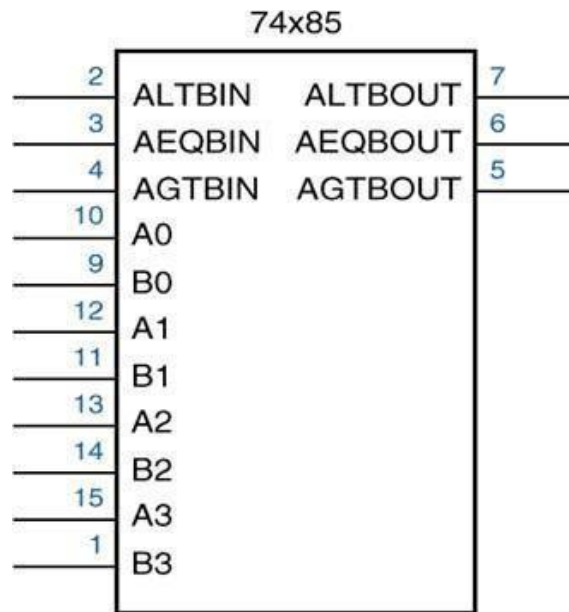 74x85
2 ALTBIN ALTBOUT 7
3 AEQBIN AEQBOUT 6
4 AGTBIN AGTBOUT 5
10 A0
9 B0
12 A1
11 B1
13 A2
14 B2
15 A3
1 B3